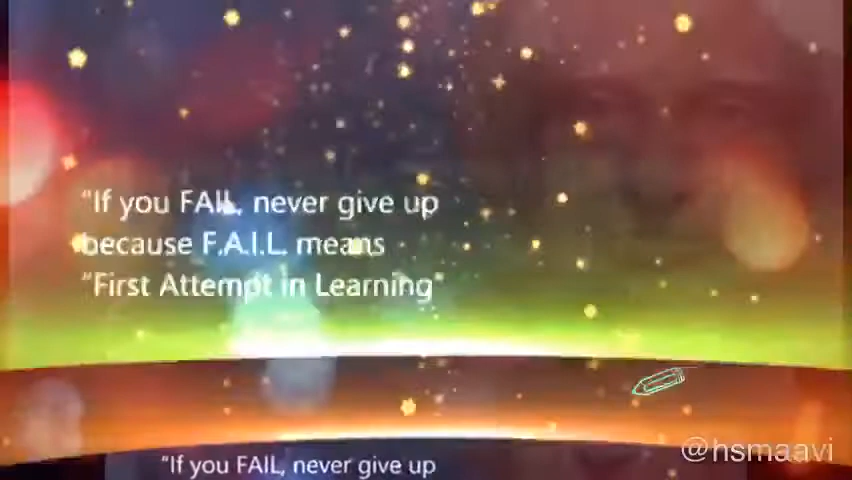 “If you FAIL, never give up
because F.A.I.L. means
“First Attempt in Learning”
@hsmaavi
“If you FAIL, never give up